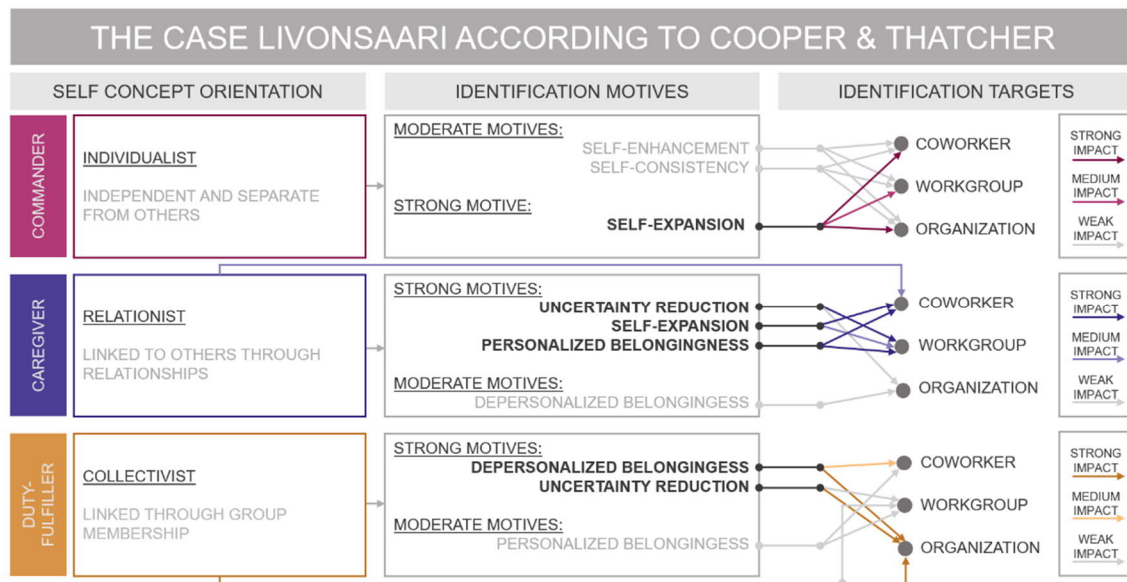 THE CASE LIVONSAARI ACCORDING TO COOPER & THATCHER
SELF CONCEPT ORIENTATION
IDENTIFICATION MOTIVES
IDENTIFICATION TARGETS
COMMANDER
INDIVIDUALIST
INDEPENDENT AND SEPARATE
FROM OTHERS
MODERATE MOTIVES:
SELF-ENHANCEMENT
SELF-CONSISTENCY
STRONG MOTIVE:
SELF-EXPANSION
COWORKER
WORKGROUP
ORGANIZATION
STRONG
IMPACT
MEDIUM
IMPACT
WEAK
IMPACT
CAREGIVER
RELATIONIST
LINKED TO OTHERS THROUGH
RELATIONSHIPS
STRONG MOTIVES:
UNCERTAINTY REDUCTION
SELF-EXPANSION
PERSONALIZED BELONGINGNESS
MODERATE MOTIVES:
DEPERSONALIZED BELONGINGESS
COWORKER
WORKGROUP
ORGANIZATION
STRONG
IMPACT
MEDIUM
IMPACT
WEAK
IMPACT
DUTY-
FULFILLER
COLLECTIVIST
LINKED THROUGH GROUP
MEMBERSHIP
STRONG MOTIVES:
DEPERSONALIZED BELONGINGESS
UNCERTAINTY REDUCTION
MODERATE MOTIVES:
PERSONALIZED BELONGINGESS
COWORKER
WORKGROUP
ORGANIZATION
STRONG
IMPACT
MEDIUM
IMPACT
WEAK
IMPACT